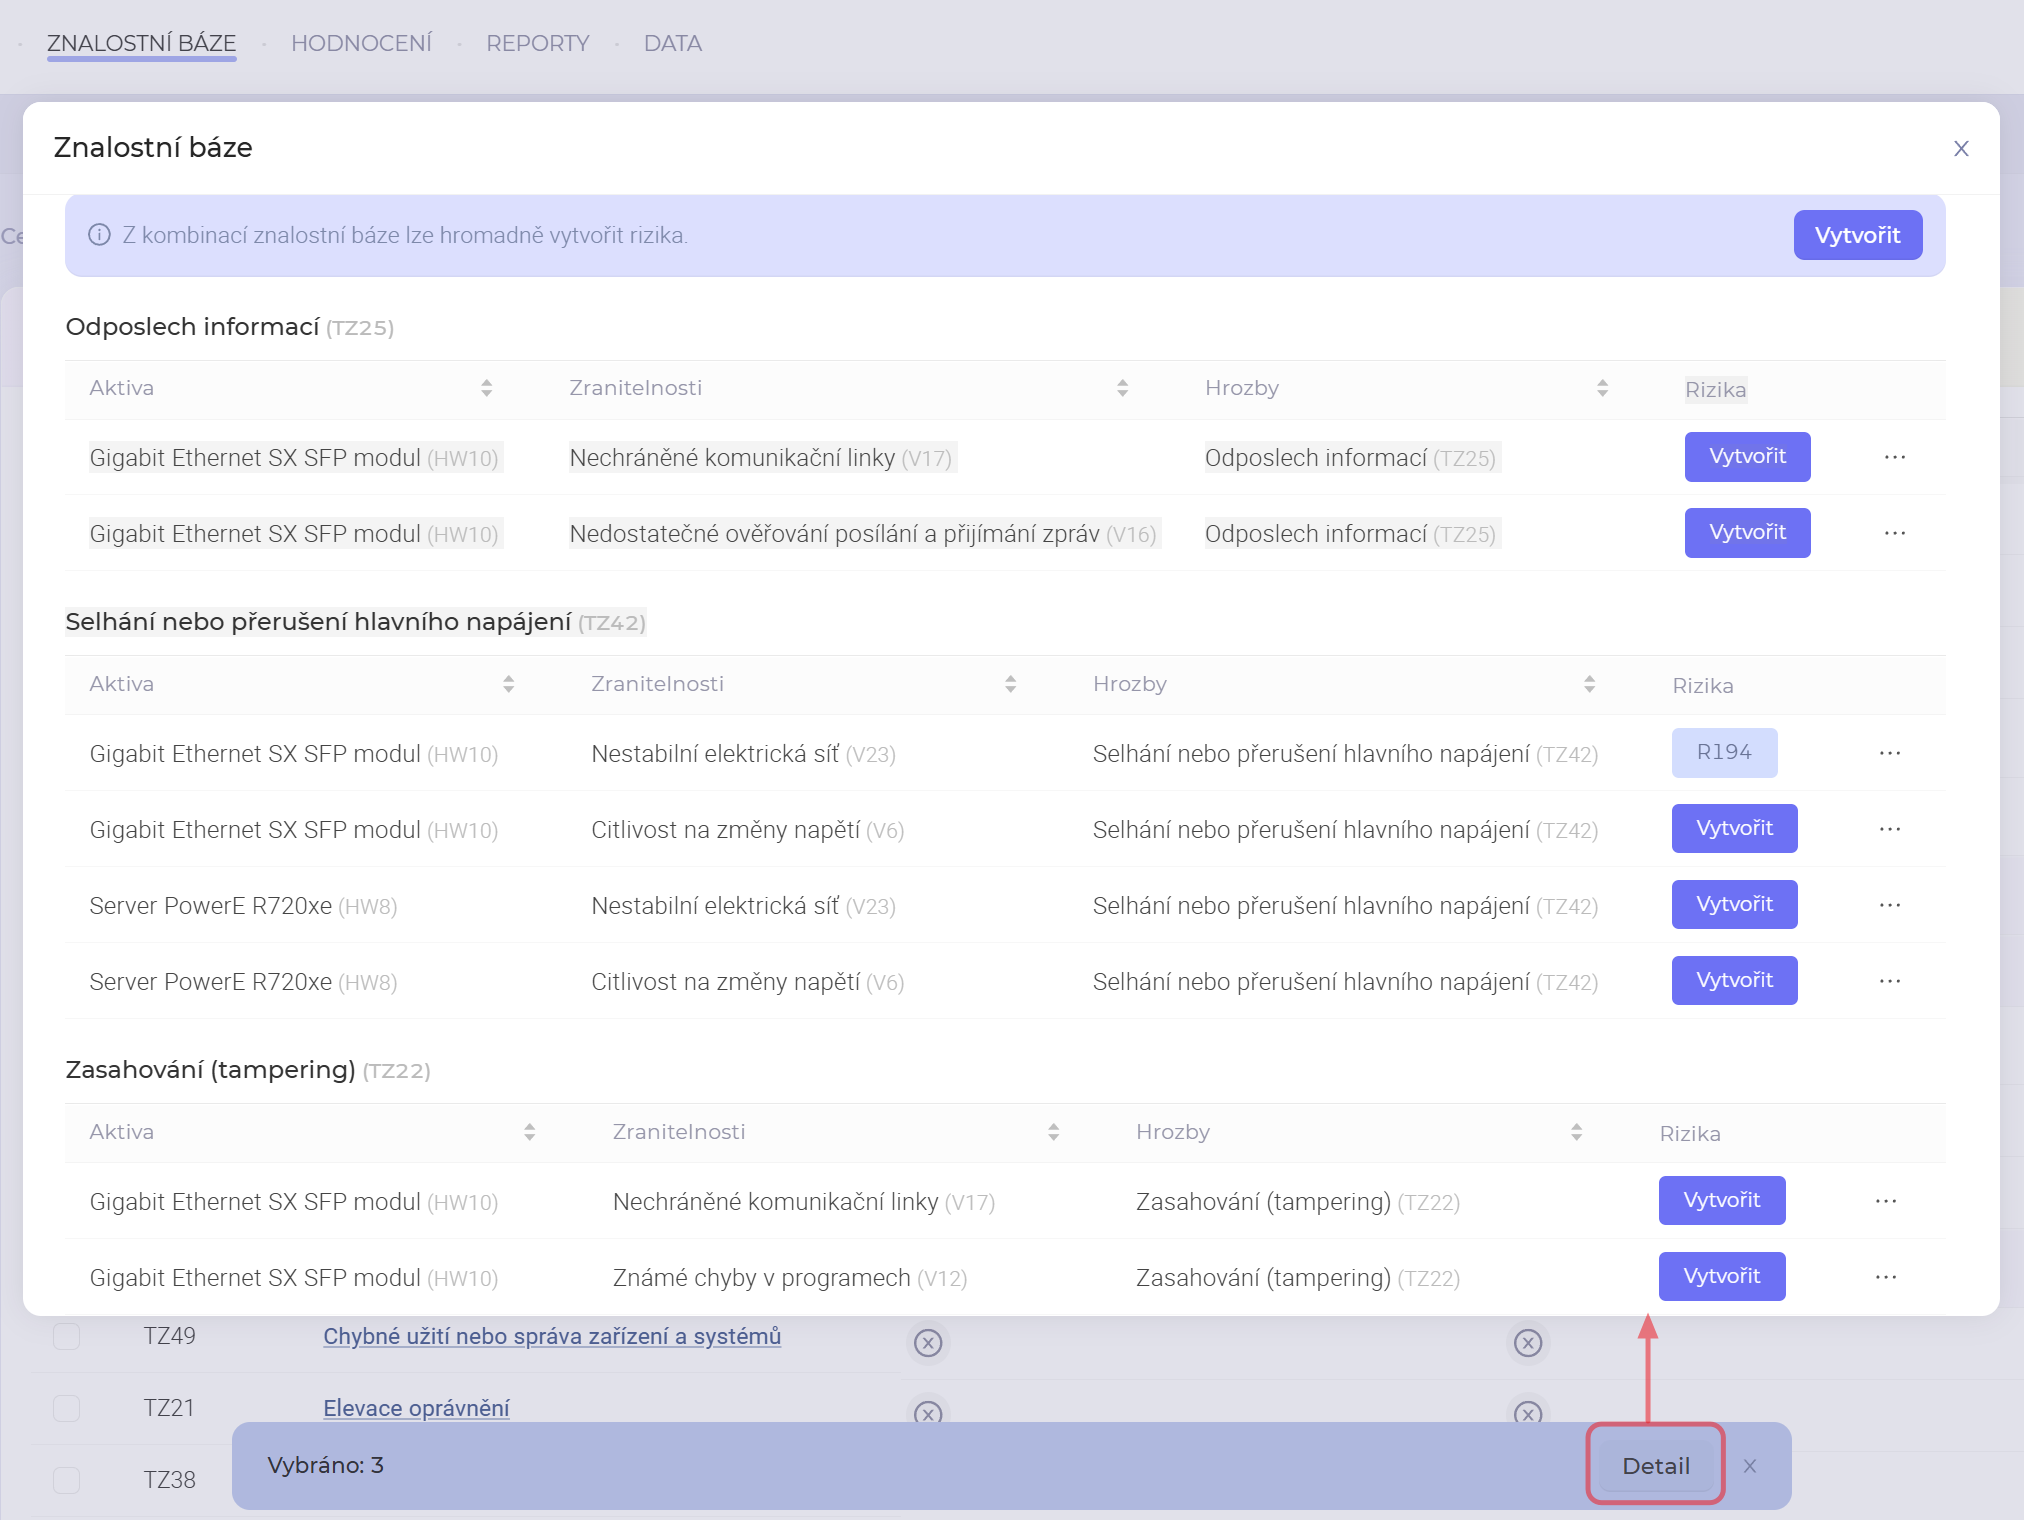 ZNALOSTNÍ BÁZE · HODNOCENÍ · REPORTY · DATA
Znalostní báze X
Z kombinací znalostní báze lze hromadně vytvořit rizika. Vytvořit
Odposlech informací (TZ25)
Aktiva Zranitelnosti Hrozby Rizika
Gigabit Ethernet SX SFP modul (HW10) Nechráněné komunikační linky (V17) Odposlech informací (TZ25) Vytvořit ...
Gigabit Ethernet SX SFP modul (HW10) Nedostatečné ověřování posílání a přijímání zpráv (V16) Odposlech informací (TZ25) Vytvořit ...
Selhání nebo přerušení hlavního napájení (TZ42)
Aktiva Zranitelnosti Hrozby Rizika
Gigabit Ethernet SX SFP modul (HW10) Nestabilní elektrická síť (V23) Selhání nebo přerušení hlavního napájení (TZ42) R194 ...
Gigabit Ethernet SX SFP modul (HW10) Citlivost na změny napětí (V6) Selhání nebo přerušení hlavního napájení (TZ42) Vytvořit ...
Server PowerE R720xe (HW8) Nestabilní elektrická síť (V23) Selhání nebo přerušení hlavního napájení (TZ42) Vytvořit ...
Server PowerE R720xe (HW8) Citlivost na změny napětí (V6) Selhání nebo přerušení hlavního napájení (TZ42) Vytvořit ...
Zasahování (tampering) (TZ22)
Aktiva Zranitelnosti Hrozby Rizika
Gigabit Ethernet SX SFP modul (HW10) Nechráněné komunikační linky (V17) Zasahování (tampering) (TZ22) Vytvořit ...
Gigabit Ethernet SX SFP modul (HW10) Známé chyby v programech (V12) Zasahování (tampering) (TZ22) Vytvořit ...
TZ49 Chybné užití nebo správa zařízení a systémů
TZ21 Elevace oprávnění
TZ38
Vybráno: 3 Detail X